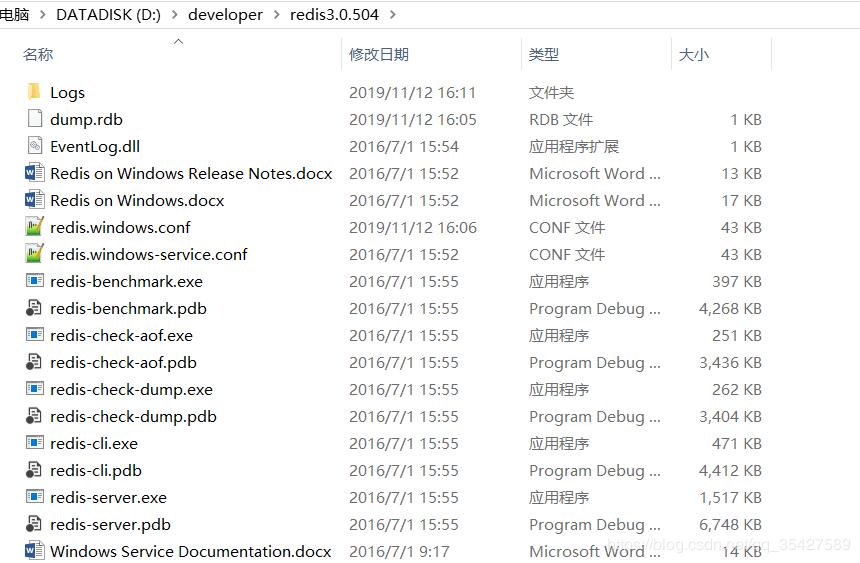 电脑 > DATADISK (D:) > developer > redis3.0.504 >
名称 修改日期 类型 大小
Logs 2019/11/12 16:11 文件夹
dump.rdb 2019/11/12 16:05 RDB 文件 1 KB
EventLog.dll 2016/7/1 15:54 应用程序扩展 1 KB
Redis on Windows Release Notes.docx 2016/7/1 15:52 Microsoft Word ... 13 KB
Redis on Windows.docx 2016/7/1 15:52 Microsoft Word ... 17 KB
redis.windows.conf 2019/11/12 16:06 CONF 文件 43 KB
redis.windows-service.conf 2016/7/1 15:52 CONF 文件 43 KB
redis-benchmark.exe 2016/7/1 15:55 应用程序 397 KB
redis-benchmark.pdb 2016/7/1 15:55 Program Debug ... 4,268 KB
redis-check-aof.exe 2016/7/1 15:55 应用程序 251 KB
redis-check-aof.pdb 2016/7/1 15:55 Program Debug ... 3,436 KB
redis-check-dump.exe 2016/7/1 15:55 应用程序 262 KB
redis-check-dump.pdb 2016/7/1 15:55 Program Debug ... 3,404 KB
redis-cli.exe 2016/7/1 15:55 应用程序 471 KB
redis-cli.pdb 2016/7/1 15:55 Program Debug ... 4,412 KB
redis-server.exe 2016/7/1 15:55 应用程序 1,517 KB
redis-server.pdb 2016/7/1 15:55 Program Debug ... 6,748 KB
Windows Service Documentation.docx 2016/7/1 9:17 Microsoft Word ... 14 KB
https://blog.csdn.net/qq_35427589